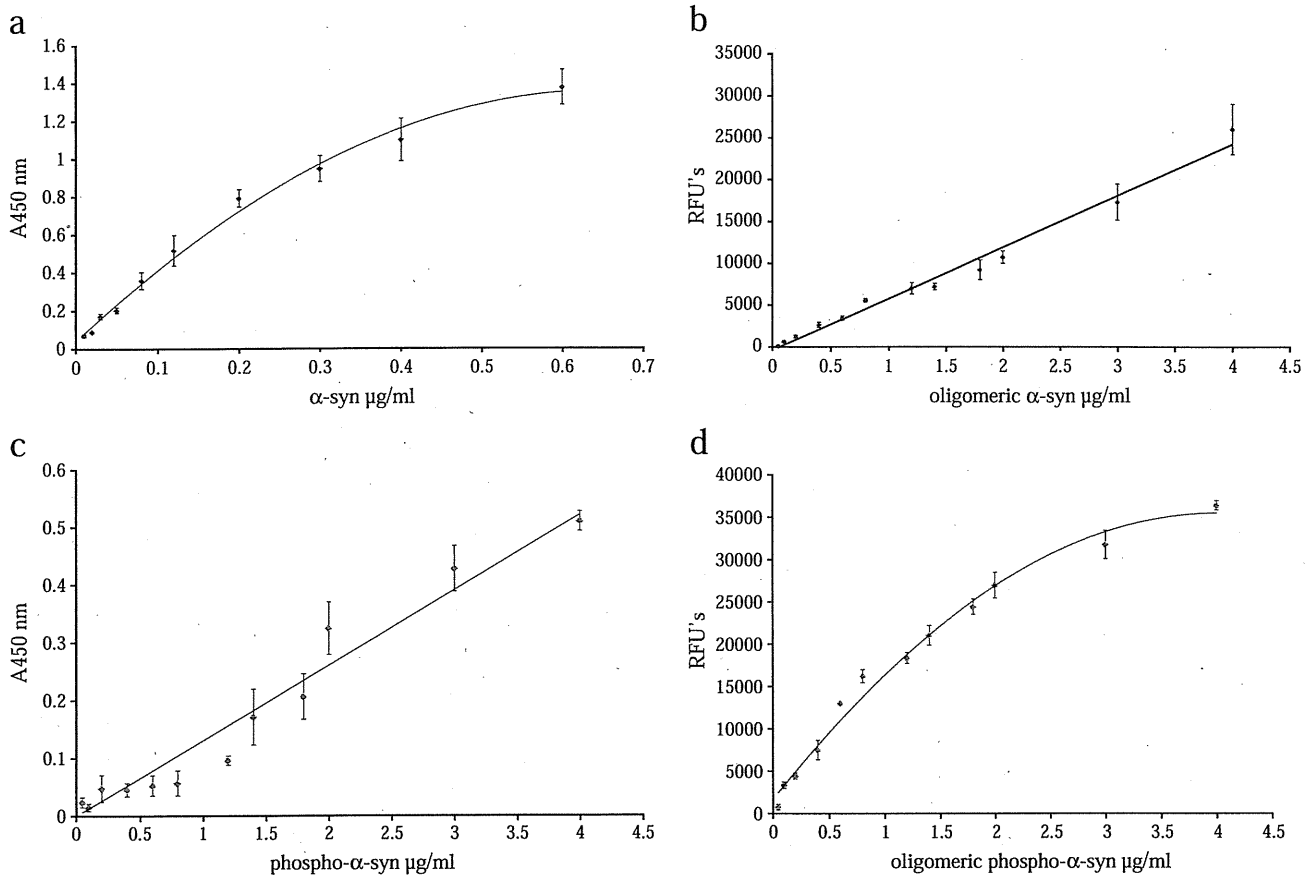 a
1.6
1.4
1.2
1
0.8
0.6
0.4
0.2
0
A450 nm
0 0.1 0.2 0.3 0.4 0.5 0.6 0.7
α-syn µg/ml
b
35000
30000
25000
20000
15000
10000
5000
0
RFU's
0 0.5 1 1.5 2 2.5 3 3.5 4 4.5
oligomeric α-syn µg/ml
c
0.6
0.5
0.4
0.3
0.2
0.1
0
A450 nm
0 0.5 1 1.5 2 2.5 3 3.5 4 4.5
phospho-α-syn µg/ml
d
40000
35000
30000
25000
20000
15000
10000
5000
0
RFU's
0 0.5 1 1.5 2 2.5 3 3.5 4 4.5
oligomeric phospho-α-syn µg/ml